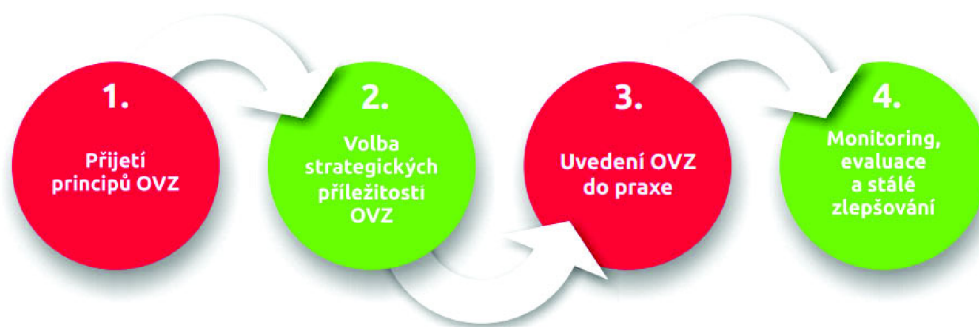 1.
Přijetí
principů OVZ
2.
Volba
strategických
příležitostí
OVZ
3.
Uvedení OVZ
do praxe
4.
Monitoring,
evaluace
a stálé
zlepšování